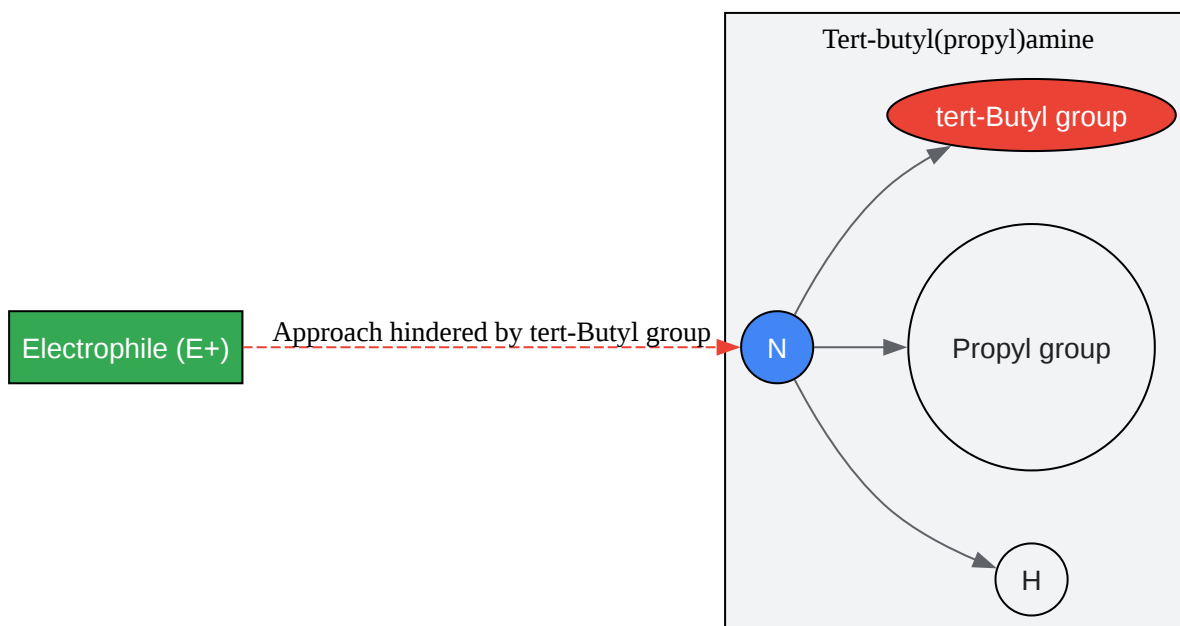 Tert-butyl(propyl)amine
tert-Butyl group
Electrophile (E+)
Approach hindered by tert-Butyl group
N
Propyl group
H